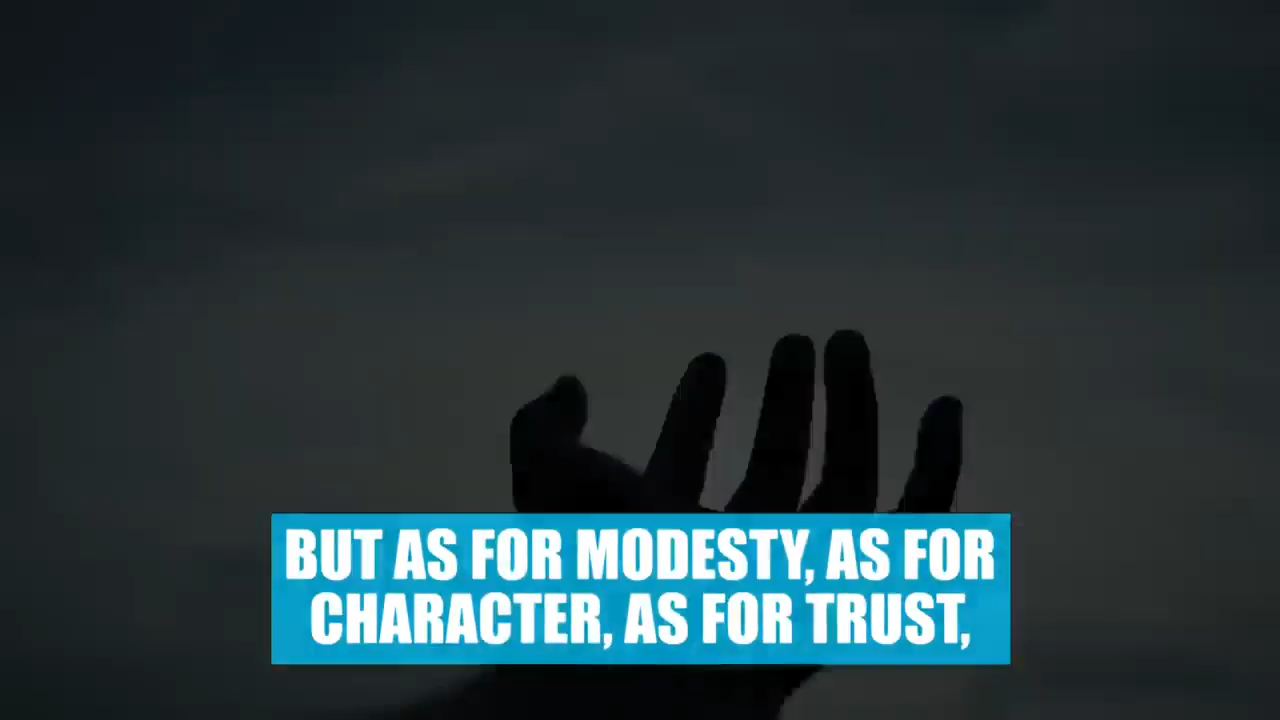 BUT AS FOR MODESTY, AS FOR
CHARACTER, AS FOR TRUST,